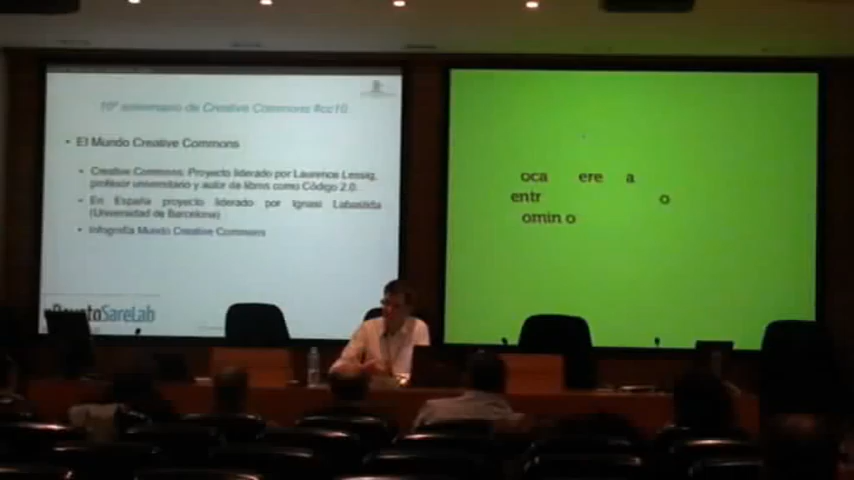 10º aniversario de Creative Commons #cc10
• El Mundo Creative Commons
• Creative Commons. Proyecto liderado por Laurence Lessig,
profesor universitario y autor de libros como Código 2.0.
• En España proyecto liderado por Ignasi Labastida
(Universidad de Barcelona)
• Infografía Mundo Creative Commons
SareLab
oca ere a
entr o
omin o